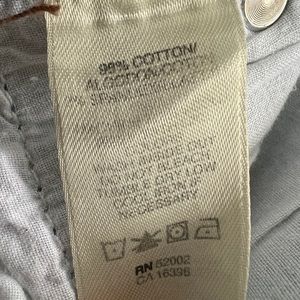 98% COTTON/
ALGODON/COTON
WASH INSIDE OUT
DO NOT BLEACH
TUMBLE DRY LOW
COOL IRON IF
NECESSARY
RN 52002
CA 16396